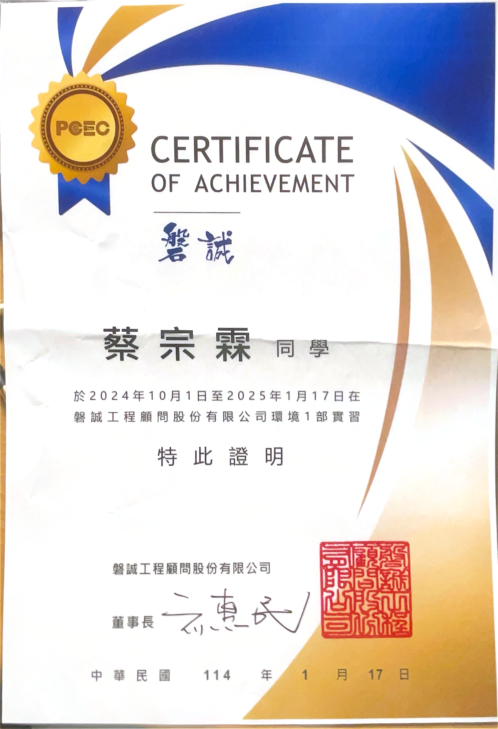 PGEC
CERTIFICATE
OF ACHIEVEMENT
磐誠
蔡宗霖 同學
於2024年10月1日至2025年1月17日在
磐誠工程顧問股份有限公司環境1部實習
特此證明
磐誠工程顧問股份有限公司
董事長
磐誠工程
顧問股份
有限公司
中華民國 114 年 1 月 17 日